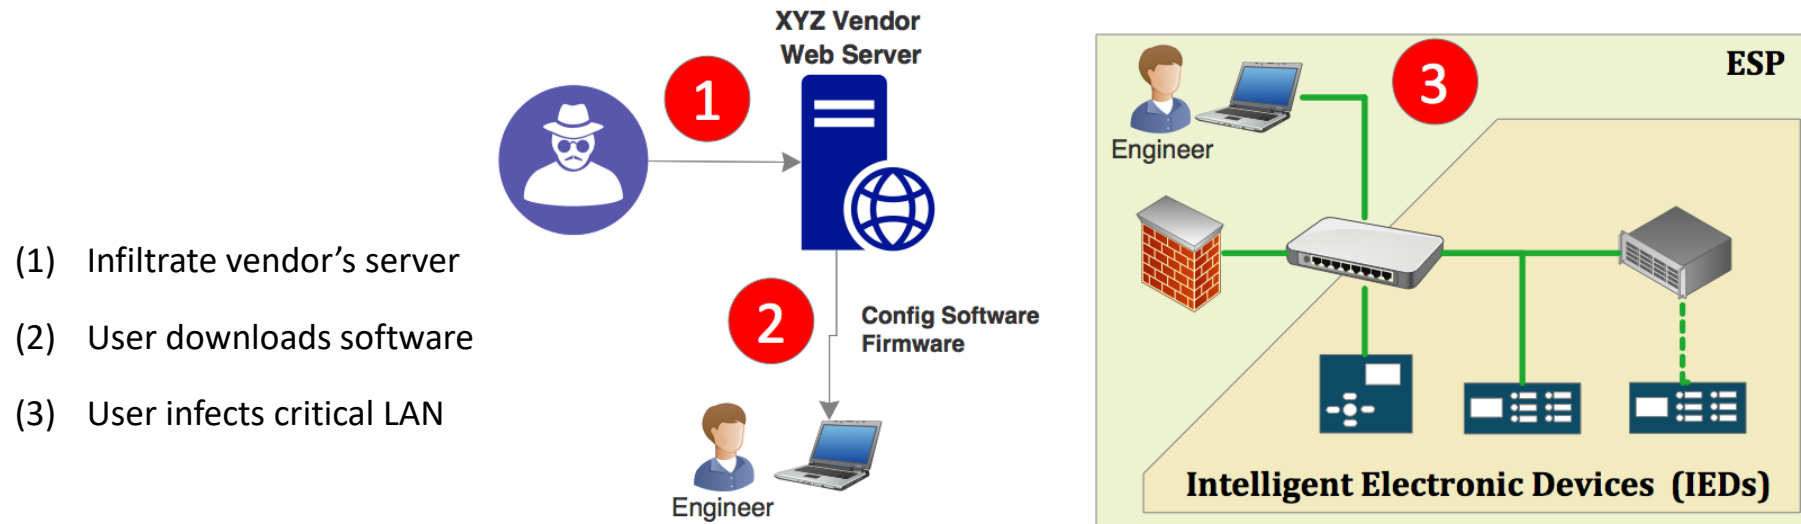 (1) Infiltrate vendor’s server
(2) User downloads software
(3) User infects critical LAN
XYZ Vendor
Web Server
1
2
Config Software
Firmware
Engineer
3
ESP
Engineer
Intelligent Electronic Devices (IEDs)